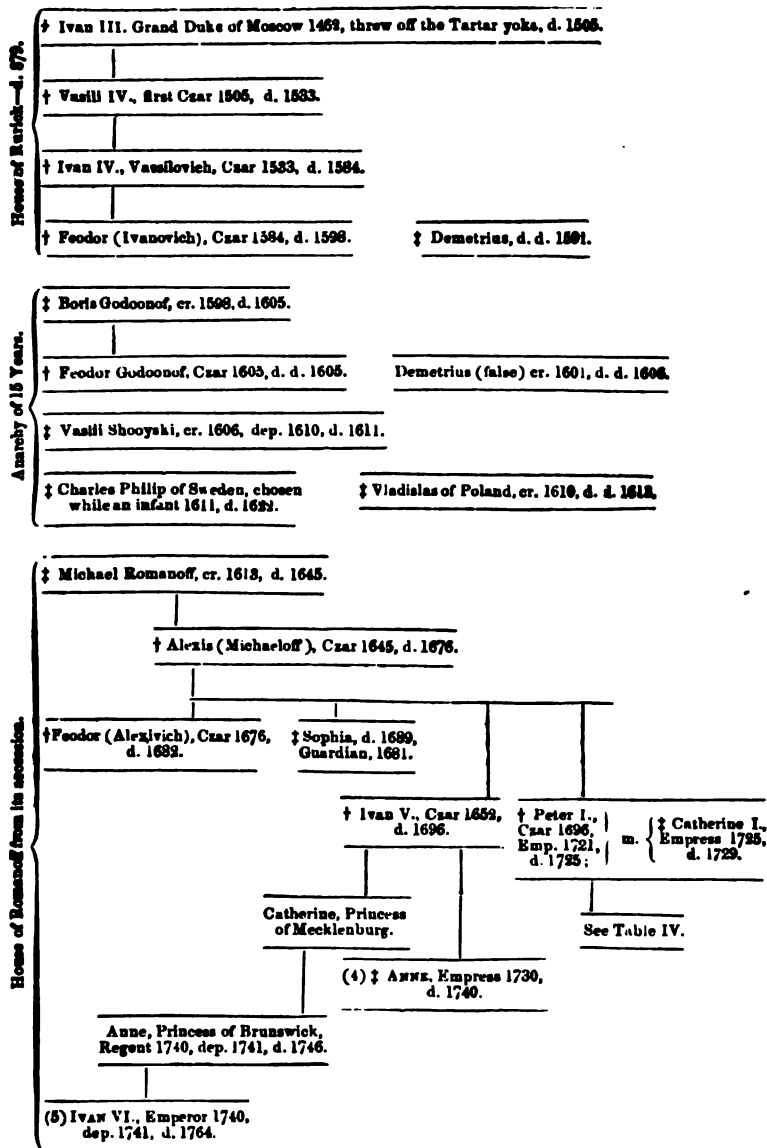 House of Rurick—d. 879.
† Ivan III. Grand Duke of Moscow 1462, threw off the Tartar yoke, d. 1505.
† Vasili IV., first Czar 1505, d. 1533.
† Ivan IV., Vassilovich, Czar 1533, d. 1584.
† Feodor (Ivanovich), Czar 1584, d. 1598.
‡ Demetrius, d. d. 1591.
Anarchy of 15 Years.
‡ Boris Godoonof, cr. 1598, d. 1605.
† Feodor Godoonof, Czar 1605, d. d. 1605.
Demetrius (false) cr. 1601, d. d. 1606.
‡ Vasili Shooyski, cr. 1606, dep. 1610, d. 1611.
‡ Charles Philip of Sweden, chosen
while an infant 1611, d. 1622.
‡ Vladislas of Poland, cr. 1610, d. d.
House of Romanoff from its accession.
‡ Michael Romanoff, cr. 1613, d. 1645.
† Alexis (Michaeloff), Czar 1645, d. 1676.
†Feodor (Alexivich), Czar 1676,
d. 1682.
‡ Sophia, d. 1689,
Guardian, 1681.
† Ivan V., Czar
d. 1696.
† Peter I.,
Czar 1696,
Emp. 1721,
d. 1725;
m.
‡ Catherine I.,
Empress 1725,
d. 1729.
Catherine, Princess
of Mecklenburg.
See Table IV.
(4) ‡ ANNE, Empress 1730,
d. 1740.
Anne, Princess of Brunswick,
Regent 1740, dep. 1741, d. 1746.
(5) IVAN VI., Emperor 1740,
dep. 1741, d. 1764.